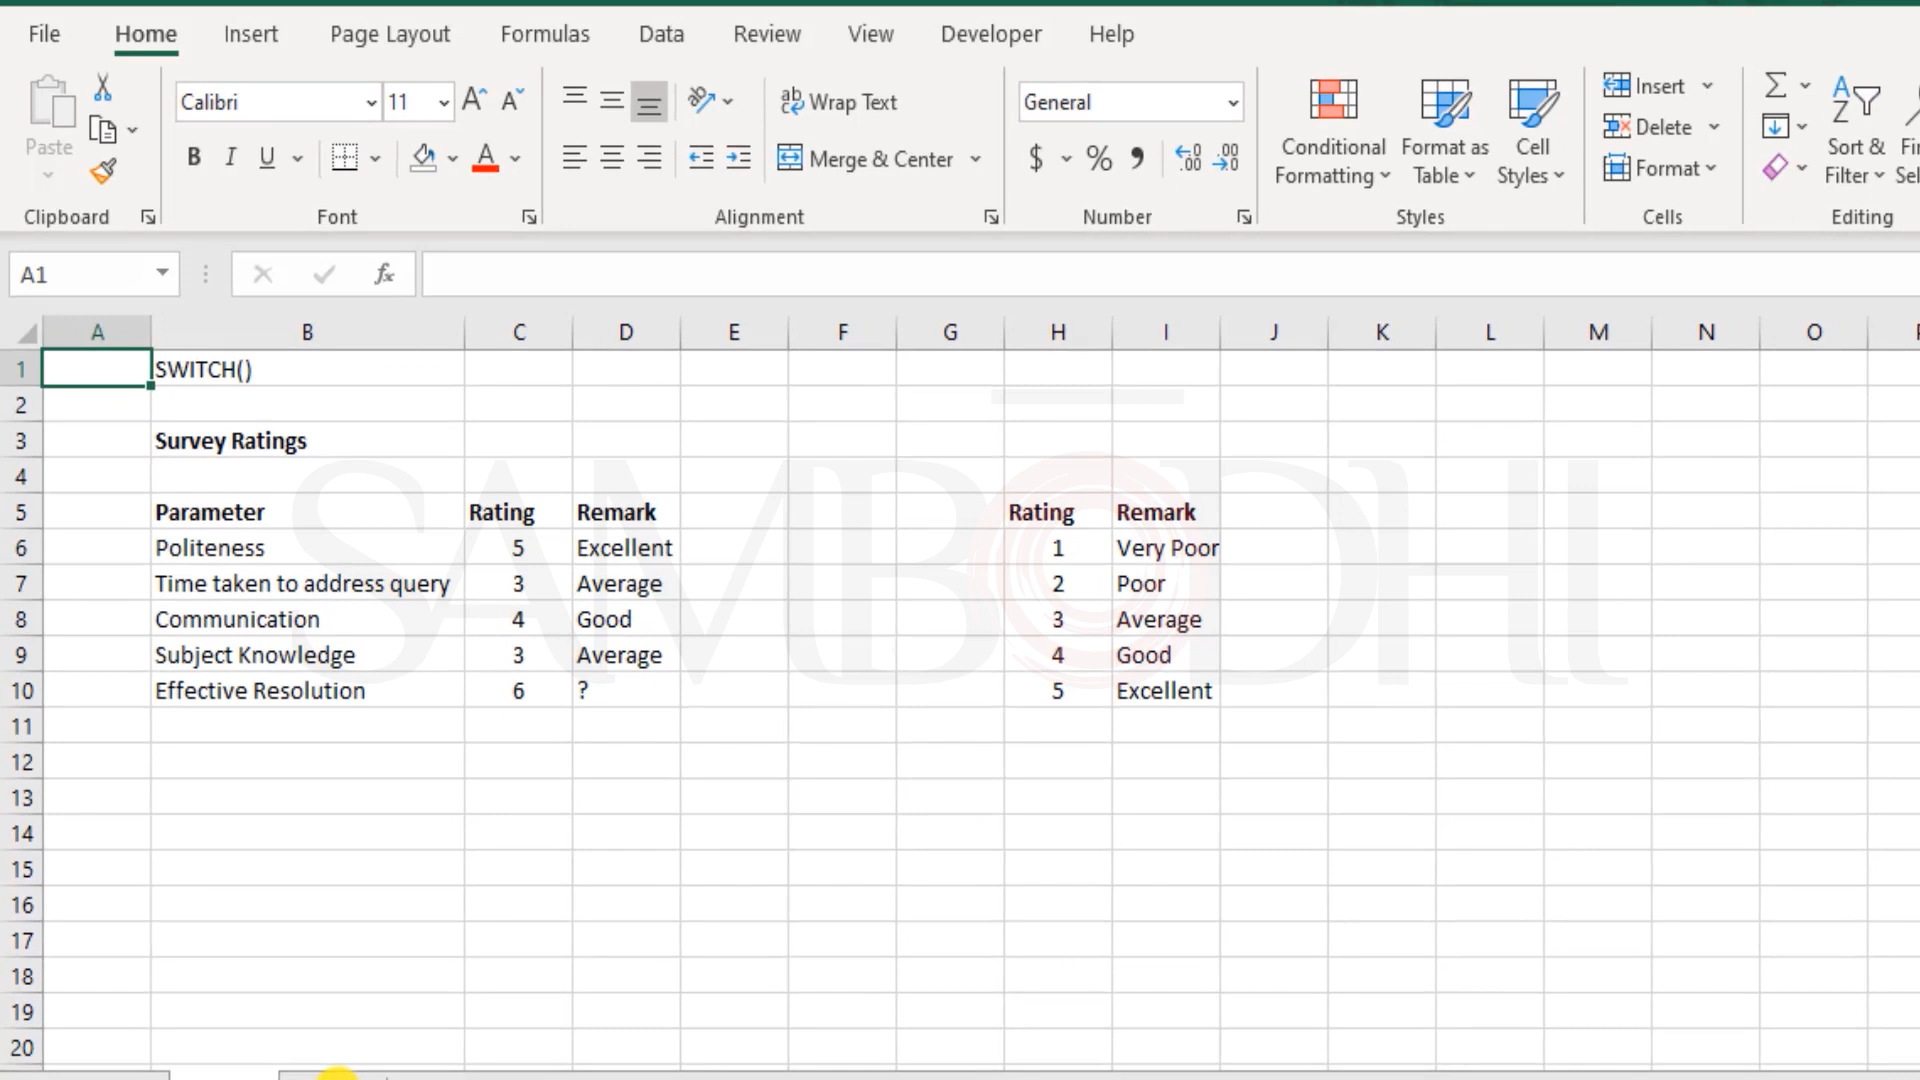 File Home Insert Page Layout Formulas Data Review View Developer Help
Calibri 11 Wrap Text General Insert
Paste B I U Merge & Center $ % Conditional Formatting Format as Table Cell Styles Delete Format Sort & Filter
Clipboard Font Alignment Number Styles Cells Editing
A1 fx
A B C D E F G H I J K L M N O
1 SWITCH()
2
3 Survey Ratings
4
5 Parameter Rating Remark Rating Remark
6 Politeness 5 Excellent 1 Very Poor
7 Time taken to address query 3 Average 2 Poor
8 Communication 4 Good 3 Average
9 Subject Knowledge 3 Average 4 Good
10 Effective Resolution 6 ? 5 Excellent
11
12
13
14
15
16
17
18
19
20
SAMBODHI